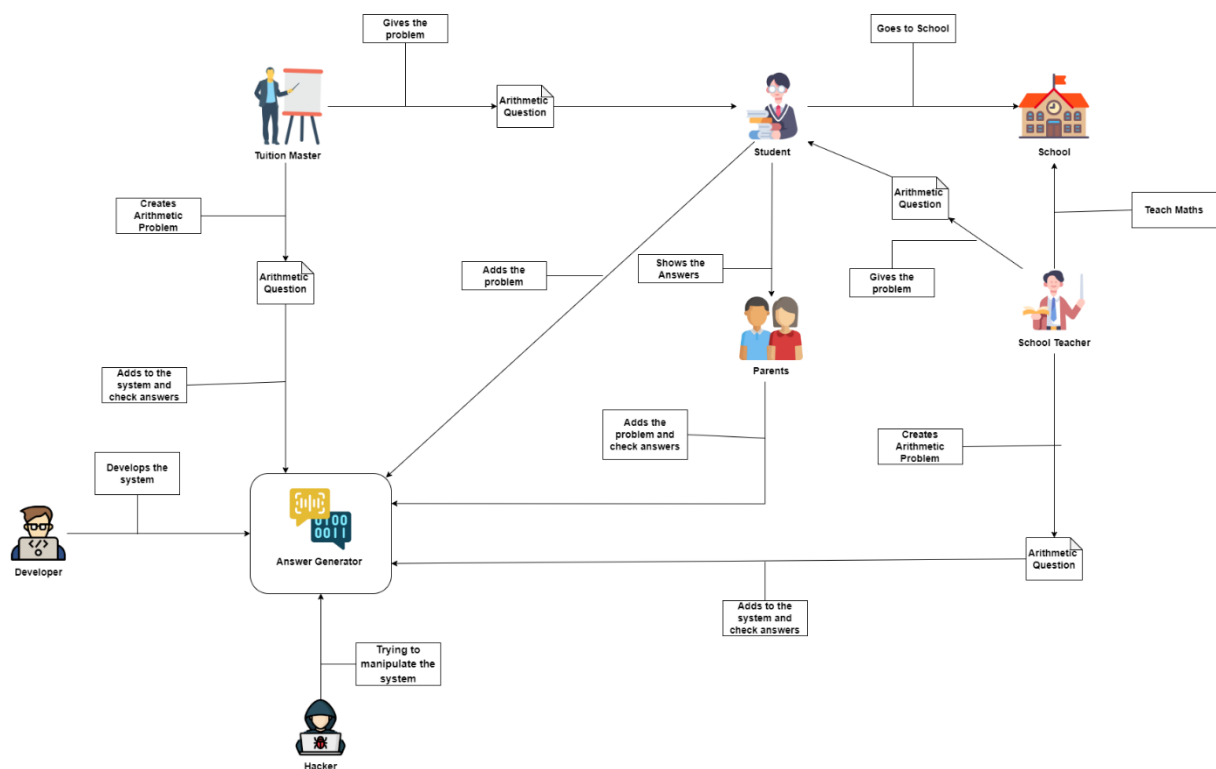 Gives the
problem
Goes to School
Arithmetic
Question
Tuition Master
Student
School
Creates
Arithmetic
Problem
Arithmetic
Question
Teach Maths
Arithmetic
Question
Adds the
problem
Shows the
Answers
Gives the
problem
School Teacher
Parents
Adds to the
system and
check answers
Adds the
problem and
check answers
Creates
Arithmetic
Problem
Develops the
system
0100
0011
Answer Generator
Developer
Arithmetic
Question
Adds to the
system and
check answers
Trying to
manipulate the
system
Hacker